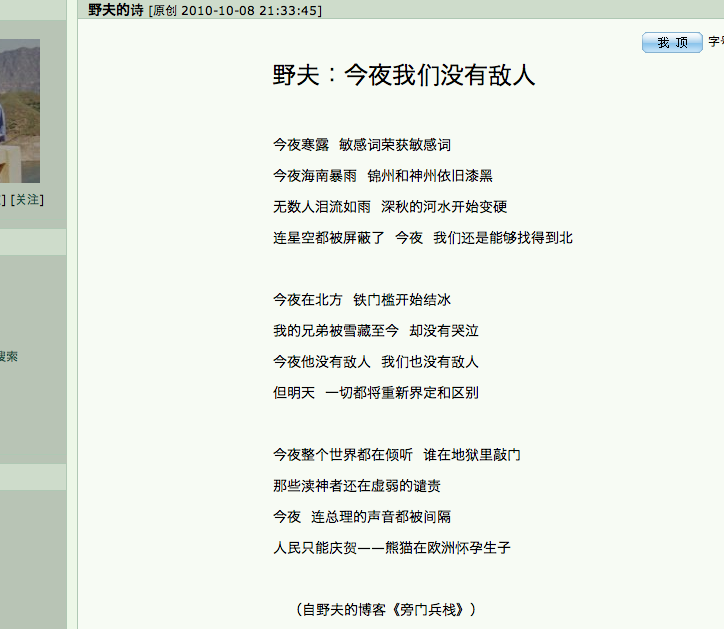 野夫的诗 [原创 2010-10-08 21:33:45]
我 顶 字
野夫：今夜我们没有敌人
今夜寒露 敏感词荣获敏感词
今夜海南暴雨 锦州和神州依旧漆黑
无数人泪流如雨 深秋的河水开始变硬
连星空都被屏蔽了 今夜 我们还是能够找得到北
] [关注]
今夜在北方 铁门槛开始结冰
我的兄弟被雪藏至今 却没有哭泣
搜索
今夜他没有敌人 我们也没有敌人
但明天 一切都将重新界定和区别
今夜整个世界都在倾听 谁在地狱里敲门
那些渎神者还在虚弱的谴责
今夜 连总理的声音都被间隔
人民只能庆贺——熊猫在欧洲怀孕生子
（自野夫的博客《旁门兵栈》）